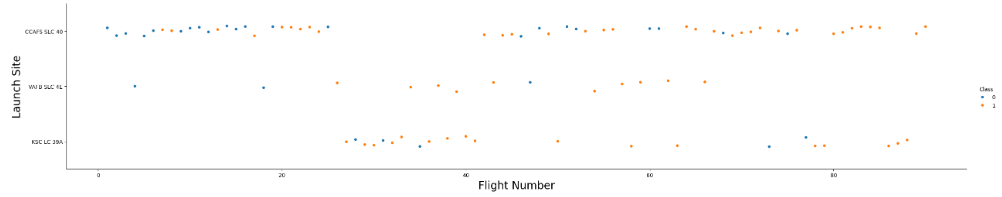 CCAFS SLC 40
VAFB SLC 4E
KSC LC 39A
Launch Site
0
20
40
60
80
Flight Number
Class
0
1